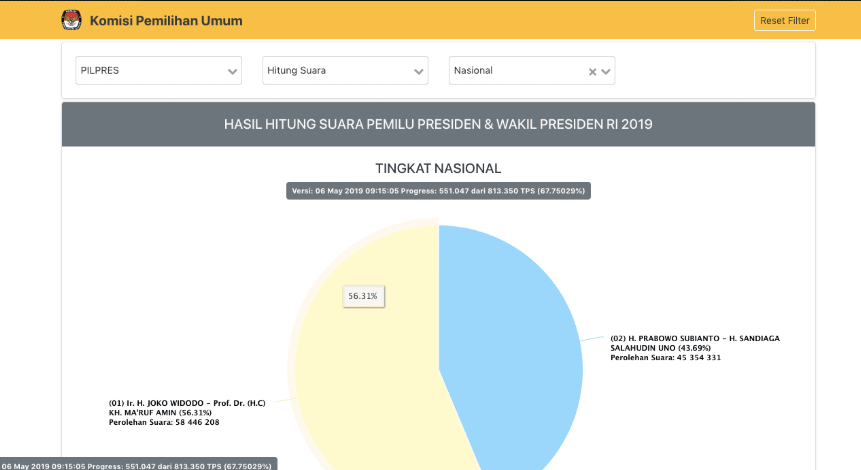 Komisi Pemilihan Umum
Reset Filter
PILPRES
Hitung Suara
Nasional
HASIL HITUNG SUARA PEMILU PRESIDEN & WAKIL PRESIDEN RI 2019
TINGKAT NASIONAL
Versi: 06 May 2019 09:15:05 Progress: 551.047 dari 813.350 TPS (67.75029%)
56.31%
(02) H. PRABOWO SUBIANTO - H. SANDIAGA
SALAHUDIN UNO (43.69%)
Perolehan Suara: 45 354 331
(01) Ir. H. JOKO WIDODO - Prof. Dr. (H.C)
KH. MA'RUF AMIN (56.31%)
Perolehan Suara: 58 446 208
06 May 2019 09:15:05 Progress: 551.047 dari 813.350 TPS (67.75029%)